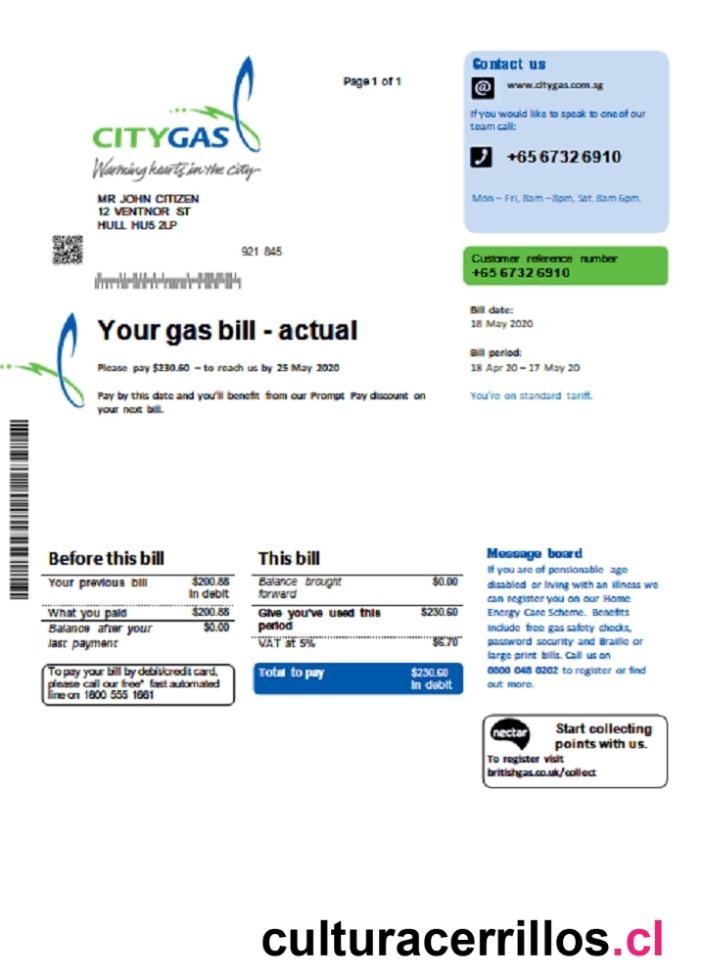 Page 1 of 1
CITYGAS
Warming hearts in the city
MR JOHN CITIZEN
12 VENTNOR ST
HULL HU5 2LP
921 845
Contact us
www.citygas.com.sg
If you would like to speak to one of our
team call:
+65 6732 6910
Mon – Fri, 8am – 8pm, Sat. 8am 6pm.
Customer reference number
+65 6732 6910
Bill date:
18 May 2020
Bill period:
18 Apr 20 – 17 May 20
You're on standard tariff.
Your gas bill - actual
Please pay $230.60 – to reach us by 25 May 2020
Pay by this date and you'll benefit from our Prompt Pay discount on
your next bill.
Before this bill
Your previous bill $200.88
In debit
What you paid $200.88
Balance after your $0.00
last payment
To pay your bill by debit/credit card,
please call our free* fast automated
line on 1800 555 1661
This bill
Balance brought $0.00
forward
Give you've used this $230.60
period
VAT at 5% $6.70
Total to pay $230.60
In debit
Message board
If you are of pensionable age
disabled or living with an illness we
can register you on our Home
Energy Care Scheme. Benefits
include free gas safety checks,
password security and Braille or
large print bills. Call us on
0800 048 0202 to register or find
out more.
nectar
Start collecting
points with us.
To register visit
britishgas.co.uk/collect
culturacerrillos.cl